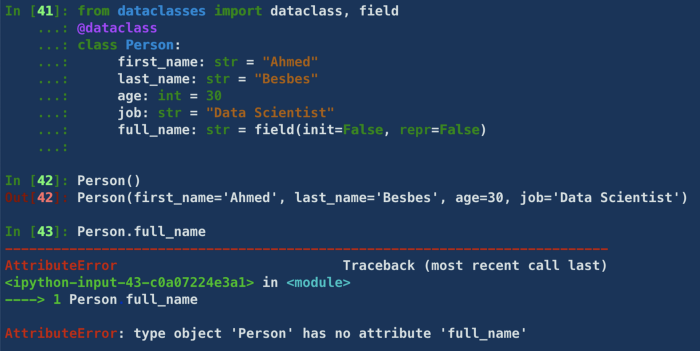 In [41]: from dataclasses import dataclass, field
...: @dataclass
...: class Person:
...: first_name: str = "Ahmed"
...: last_name: str = "Besbes"
...: age: int = 30
...: job: str = "Data Scientist"
...: full_name: str = field(init=False, repr=False)
...:
In [42]: Person()
Out[42]: Person(first_name='Ahmed', last_name='Besbes', age=30, job='Data Scientist')
In [43]: Person.full_name
---------------------------------------------------------------------------
AttributeError Traceback (most recent call last)
<ipython-input-43-c0a07224e3a1> in <module>
----> 1 Person full_name
AttributeError: type object 'Person' has no attribute 'full_name'